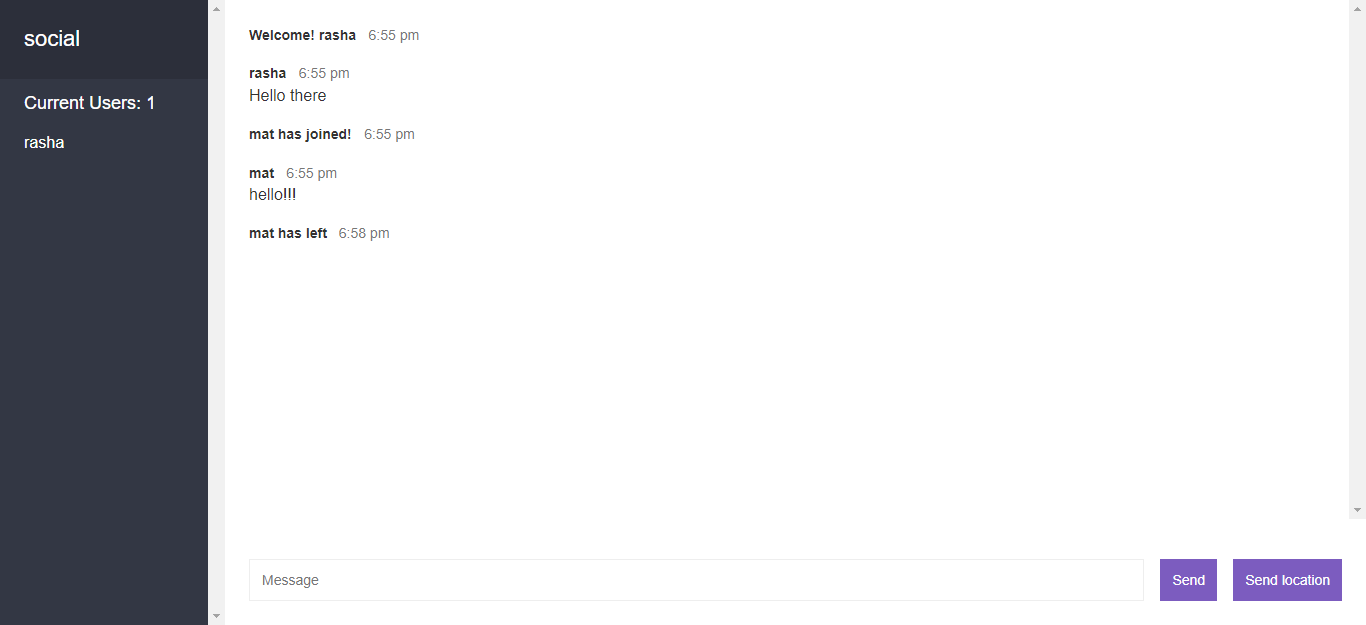 social
Current Users: 1
rasha
Welcome! rasha 6:55 pm
rasha 6:55 pm
Hello there
mat has joined! 6:55 pm
mat 6:55 pm
hello!!!
mat has left 6:58 pm
Message
Send
Send location